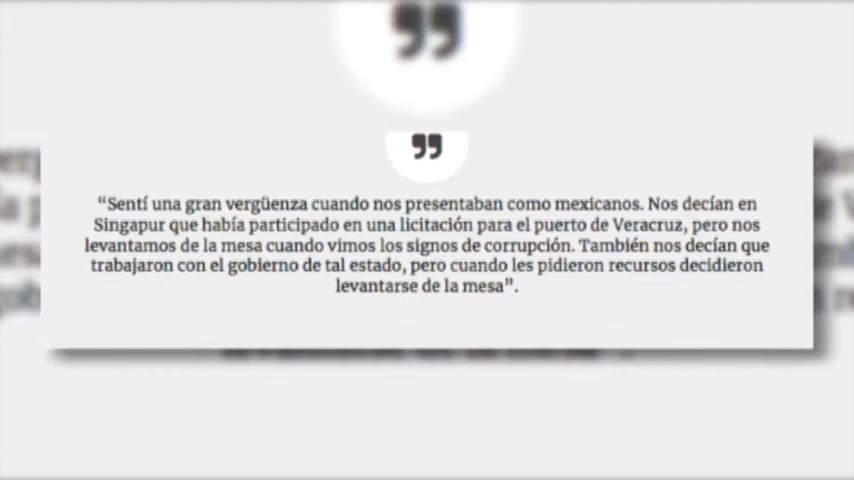 “Sentí una gran vergüenza cuando nos presentaban como mexicanos. Nos decían en
Singapur que había participado en una licitación para el puerto de Veracruz, pero nos
levantamos de la mesa cuando vimos los signos de corrupción. También nos decían que
trabajaron con el gobierno de tal estado, pero cuando les pidieron recursos decidieron
levantarse de la mesa”.